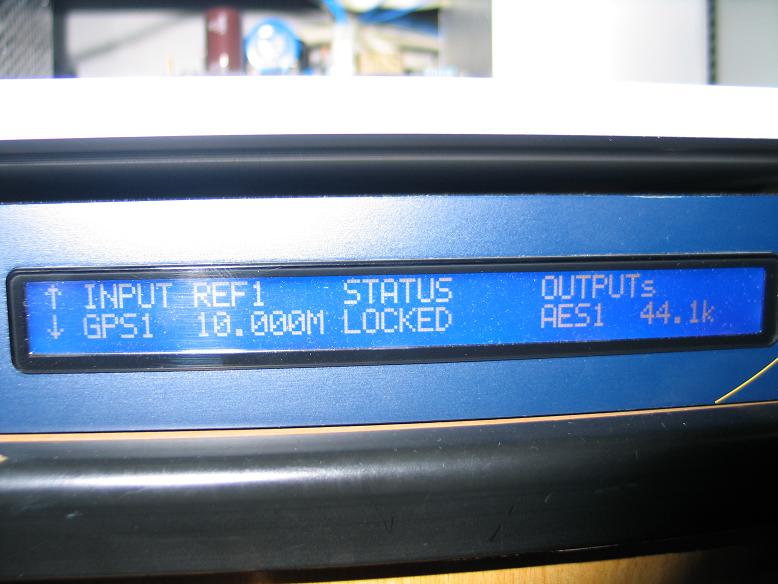 ↑ INPUT REF1 STATUS OUTPUTs
↓ GPS1 10.000M LOCKED AES1 44.1k